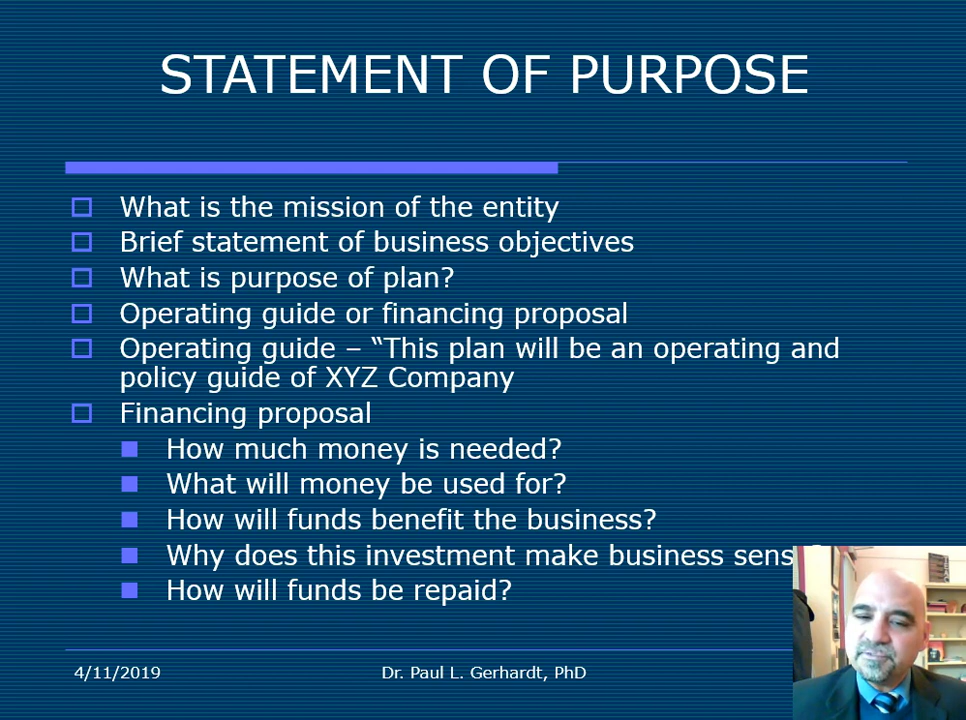 STATEMENT OF PURPOSE
What is the mission of the entity
Brief statement of business objectives
What is purpose of plan?
Operating guide or financing proposal
Operating guide – “This plan will be an operating and
policy guide of XYZ Company
Financing proposal
How much money is needed?
What will money be used for?
How will funds benefit the business?
Why does this investment make business
How will funds be repaid?
4/11/2019
Dr. Paul L. Gerhardt, PhD